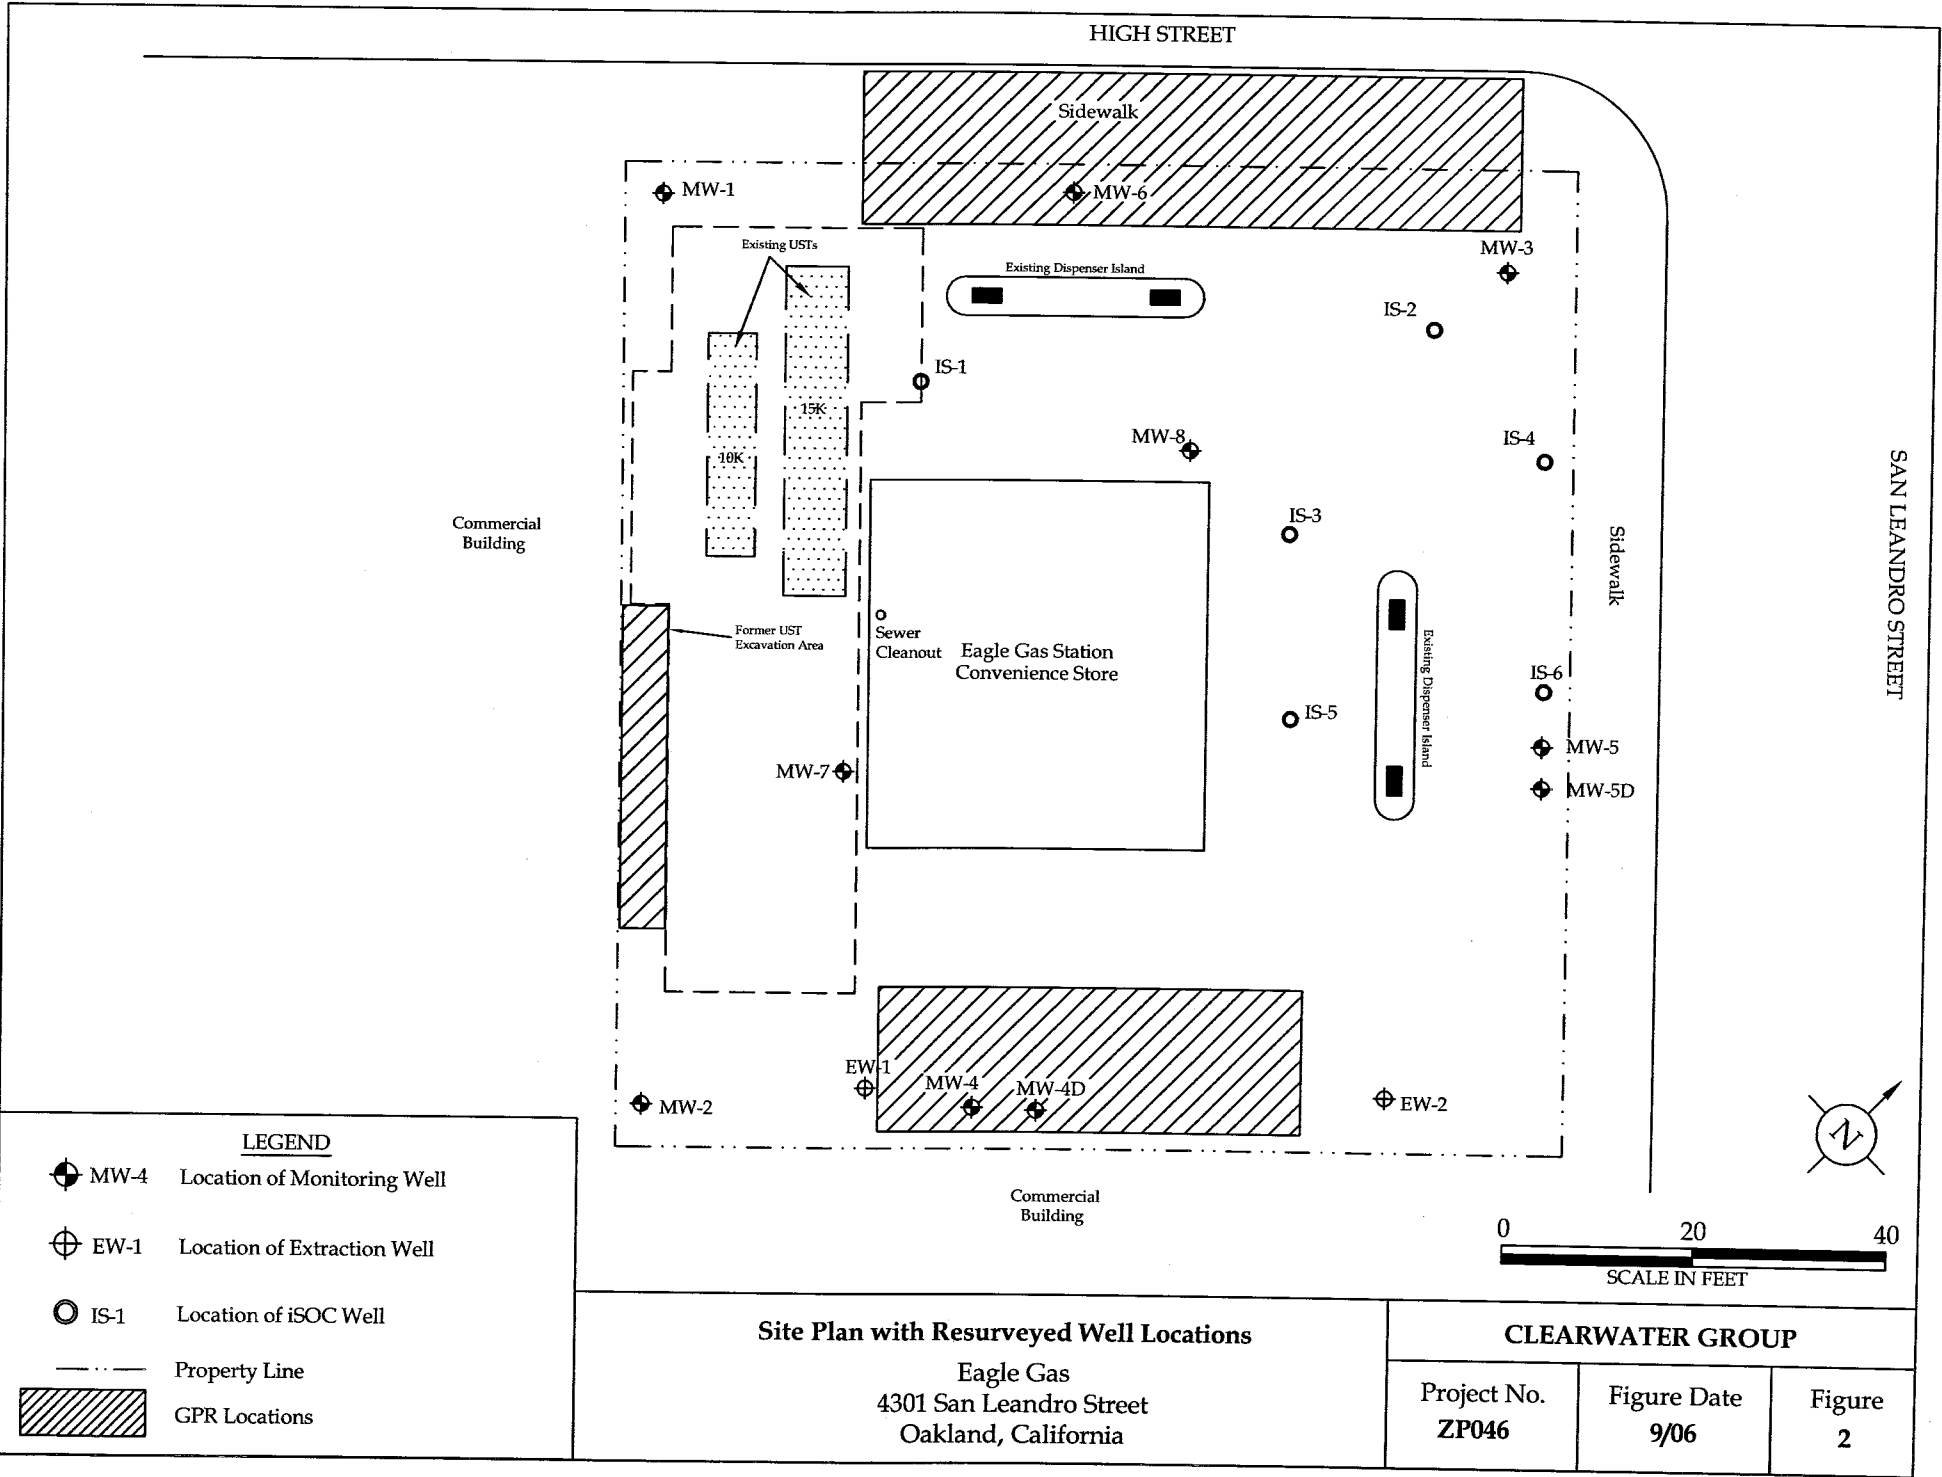 HIGH STREET
Sidewalk
MW-1
MW-6
Existing USTs
MW-3
Existing Dispenser Island
IS-2
IS-1
15K
MW-8
IS-4
10K
SAN LEANDRO STREET
Commercial
Building
IS-3
Sidewalk
Former UST
Excavation Area
Sewer
Cleanout
Eagle Gas Station
Convenience Store
Existing Dispenser Island
IS-6
IS-5
MW-5
MW-7
MW-5D
EW-1
MW-4
MW-4D
MW-2
EW-2
N
Commercial
Building
0 20 40
SCALE IN FEET
LEGEND
MW-4 Location of Monitoring Well
EW-1 Location of Extraction Well
IS-1 Location of iSOC Well
Property Line
GPR Locations
Site Plan with Resurveyed Well Locations
Eagle Gas
4301 San Leandro Street
Oakland, California
CLEARWATER GROUP
Project No.
ZP046
Figure Date
9/06
Figure
2